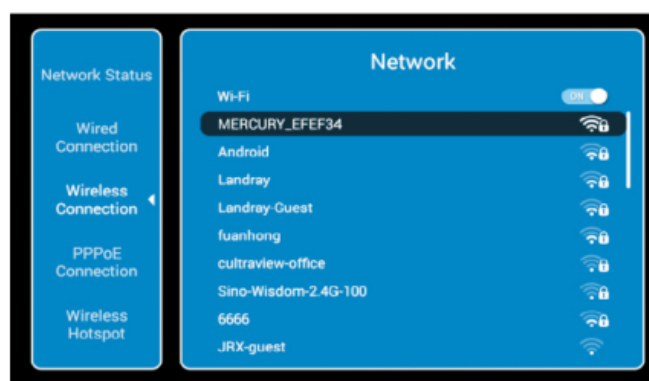 Network Status
Wired
Connection
Wireless
Connection
PPPoE
Connection
Wireless
Hotspot
Network
Wi-Fi
ON
MERCURY_EFEF34
Android
Landray
Landray-Guest
fuanhong
cultraview-office
Sino-Wisdom-2.4G-100
6666
JRX-guest